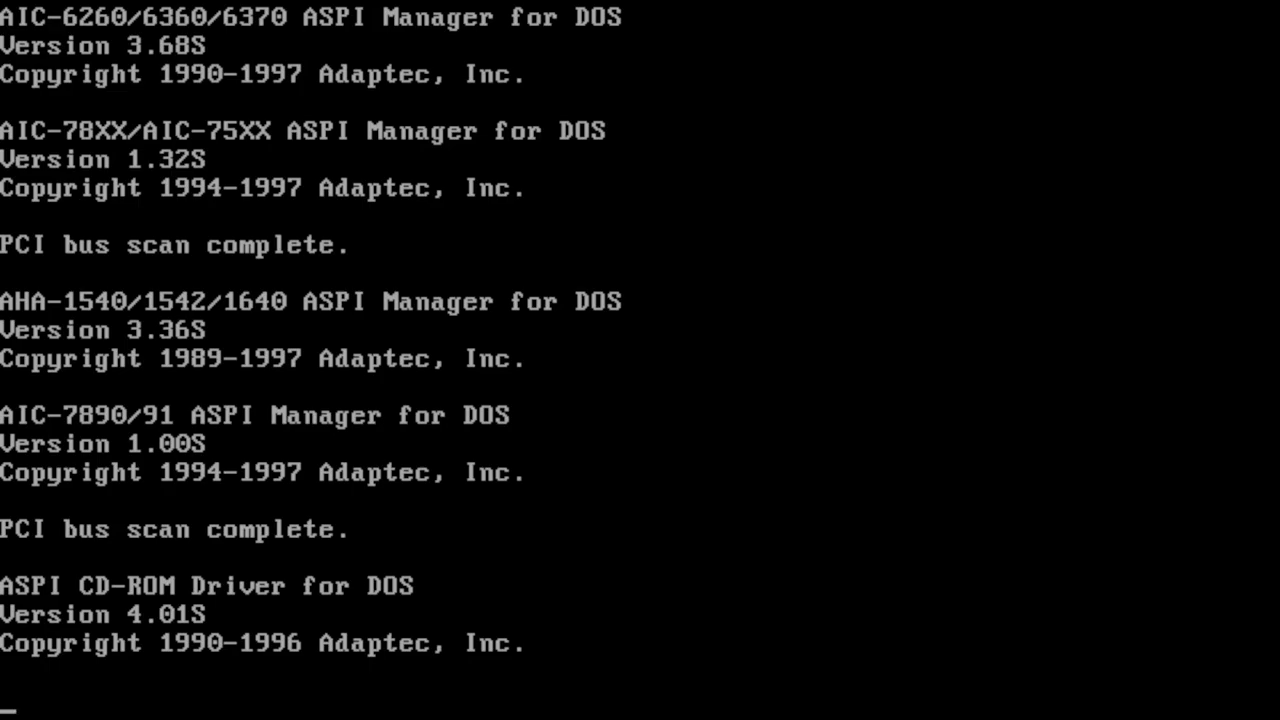 AIC-6260/6360/6370 ASPI Manager for DOS
Version 3.68S
Copyright 1990-1997 Adaptec, Inc.
AIC-78XX/AIC-75XX ASPI Manager for DOS
Version 1.32S
Copyright 1994-1997 Adaptec, Inc.
PCI bus scan complete.
AHA-1540/1542/1640 ASPI Manager for DOS
Version 3.36S
Copyright 1989-1997 Adaptec, Inc.
AIC-7890/91 ASPI Manager for DOS
Version 1.00S
Copyright 1994-1997 Adaptec, Inc.
PCI bus scan complete.
ASPI CD-ROM Driver for DOS
Version 4.01S
Copyright 1990-1996 Adaptec, Inc.
_